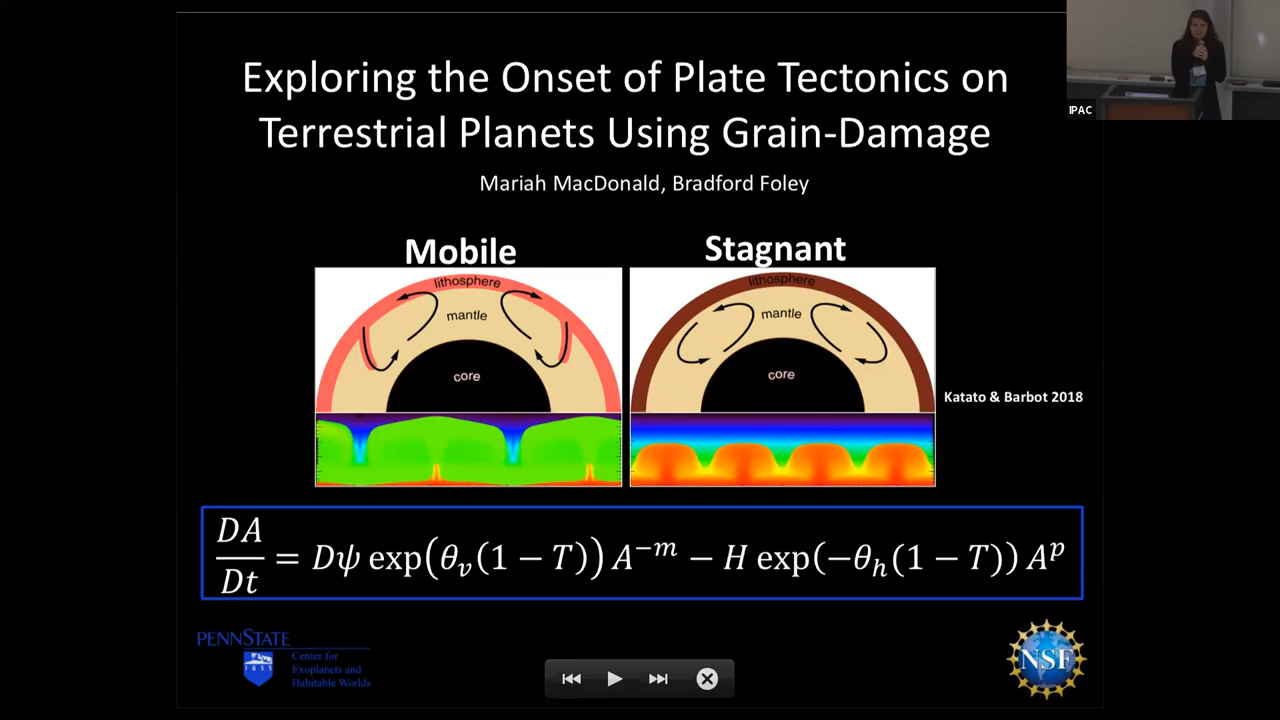 Exploring the Onset of Plate Tectonics on
Terrestrial Planets Using Grain-Damage
Mariah MacDonald, Bradford Foley
IPAC
Mobile
Stagnant
lithosphere
mantle
core
lithosphere
mantle
core
Katato & Barbot 2018
DA/Dt = Dψ exp(θ_v(1 − T)) A^{−m} − H exp(−θ_h(1 − T)) A^p
PENNSTATE
1855
Center for
Exoplanets and
Habitable Worlds
NSF